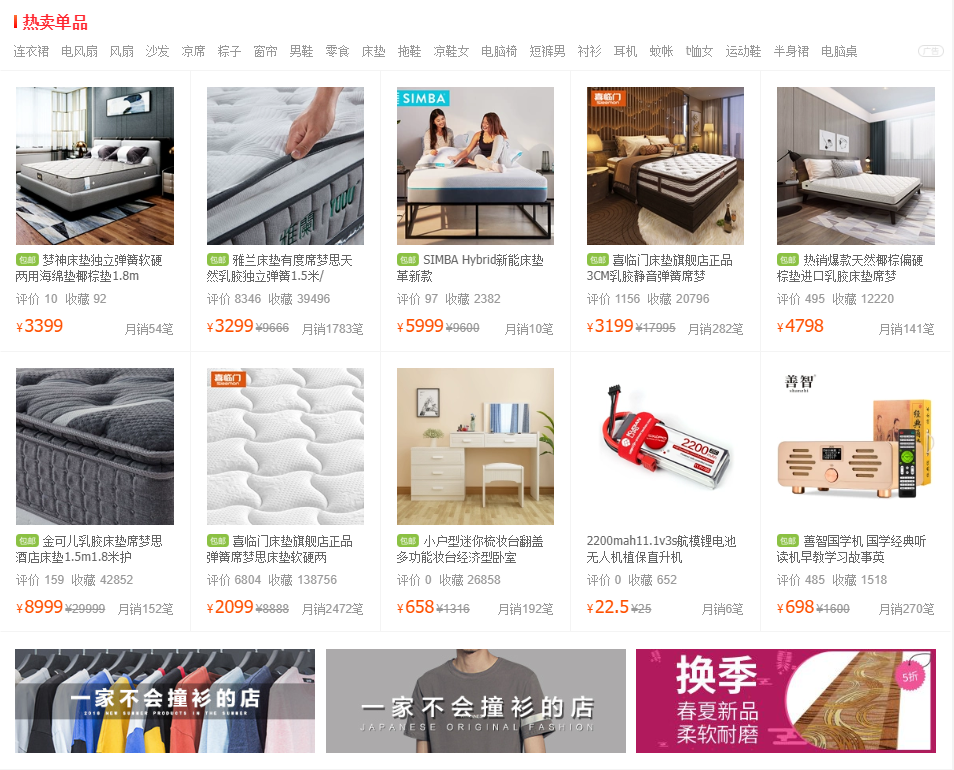 热卖单品
连衣裙 电风扇 风扇 沙发 凉席 粽子 窗帘 男鞋 零食 床垫 拖鞋 凉鞋女 电脑椅 短裤男 衬衫 耳机 蚊帐 t恤女 运动鞋 半身裙 电脑桌 广告
SIMBA
喜临门
Sleemon
YOUU
雅蘭
包邮 梦神床垫独立弹簧软硬
两用海绵垫椰棕垫1.8m
评价 10 收藏 92
¥3399 月销54笔
包邮 雅兰床垫有度席梦思天
然乳胶独立弹簧1.5米/
评价 8346 收藏 39496
¥3299 ¥9666 月销1783笔
包邮 SIMBA Hybrid新能床垫
革新款
评价 97 收藏 2382
¥5999 ¥9600 月销10笔
包邮 喜临门床垫旗舰店正品
3CM乳胶静音弹簧席梦
评价 1156 收藏 20796
¥3199 ¥17995 月销282笔
包邮 热销爆款天然椰棕偏硬
棕垫进口乳胶床垫席梦
评价 495 收藏 12220
¥4798 月销141笔
喜临门
Sleemon
2200
善智
shanzhi
经典
包邮 金可儿乳胶床垫席梦思
酒店床垫1.5m1.8米护
评价 159 收藏 42852
¥8999 ¥29999 月销152笔
包邮 喜临门床垫旗舰店正品
弹簧席梦思床垫软硬两
评价 6804 收藏 138756
¥2099 ¥8888 月销2472笔
包邮 小户型迷你梳妆台翻盖
多功能妆台经济型卧室
评价 0 收藏 26858
¥658 ¥1316 月销192笔
2200mah11.1v3s航模锂电池
无人机植保直升机
评价 0 收藏 652
¥22.5 ¥25 月销6笔
包邮 善智国学机 国学经典听
读机早教学习故事英
评价 485 收藏 1518
¥698 ¥1600 月销270笔
一家不会撞衫的店
2018 NEW SUMMER PRODUCTS IN THE SUMMER
一家不会撞衫的店
JAPANESE ORIGINAL FASHION
换季
春夏新品
柔软耐磨
5折